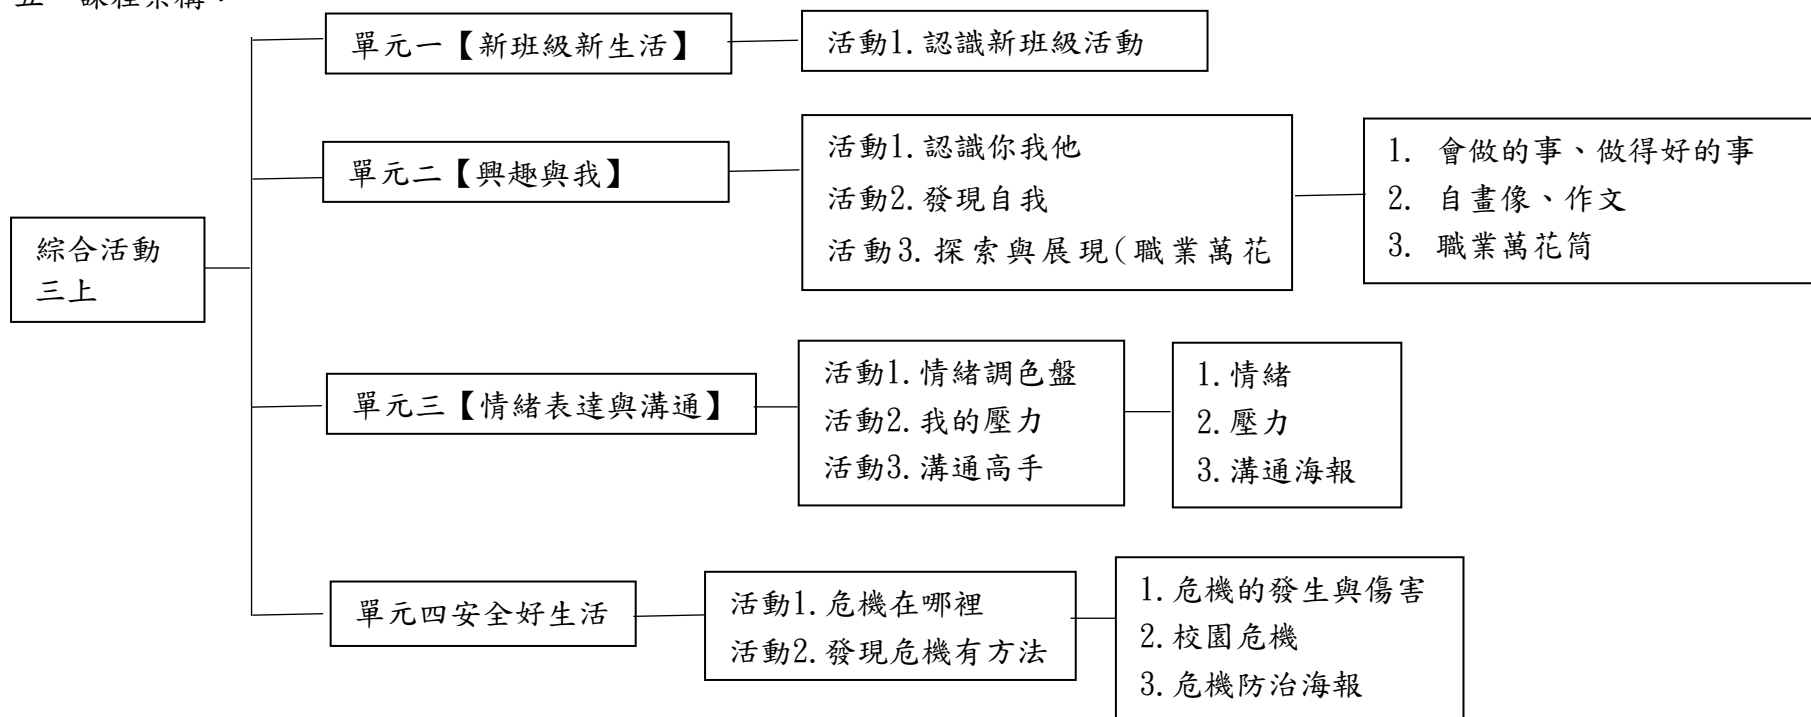 綜合活動
三上
單元一【新班級新生活】
活動1.認識新班級活動
單元二【興趣與我】
活動1.認識你我他
活動2.發現自我
活動3.探索與展現(職業萬花
1. 會做的事、做得好的事
2. 自畫像、作文
3. 職業萬花筒
單元三【情緒表達與溝通】
活動1.情緒調色盤
活動2.我的壓力
活動3.溝通高手
1.情緒
2.壓力
3.溝通海報
單元四安全好生活
活動1.危機在哪裡
活動2.發現危機有方法
1.危機的發生與傷害
2.校園危機
3.危機防治海報